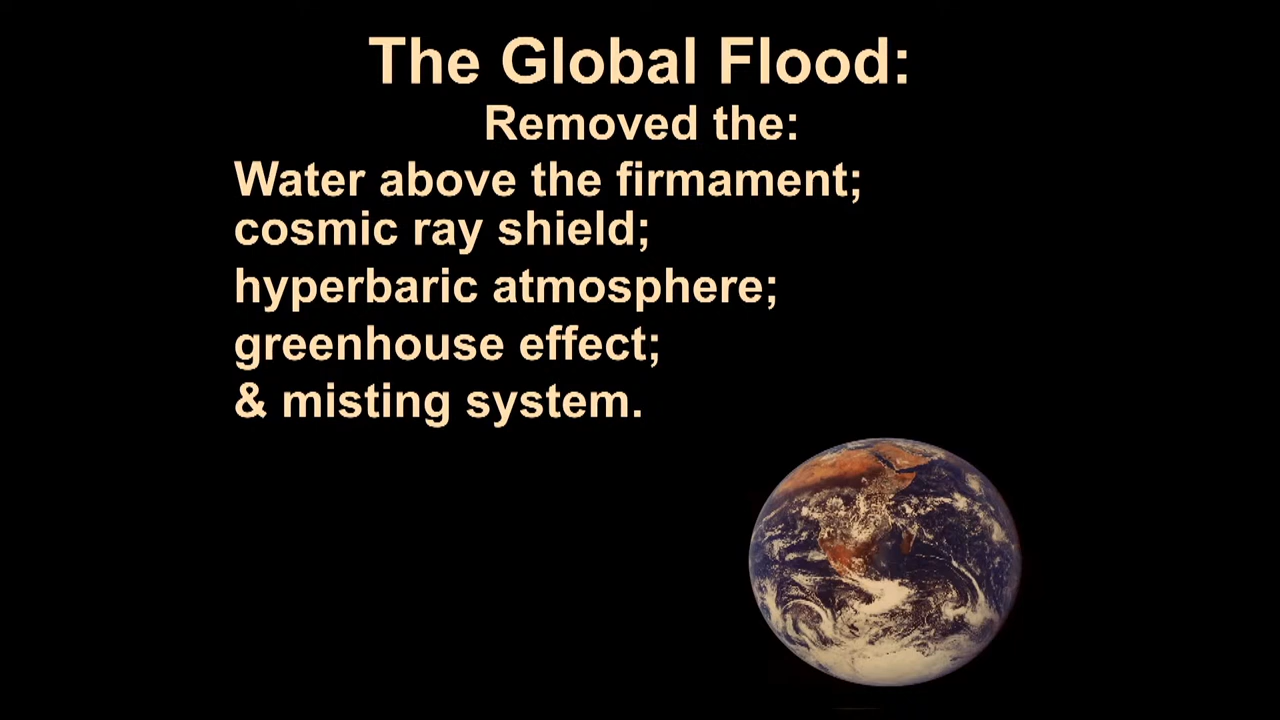 The Global Flood:
Removed the:
Water above the firmament;
cosmic ray shield;
hyperbaric atmosphere;
greenhouse effect;
& misting system.